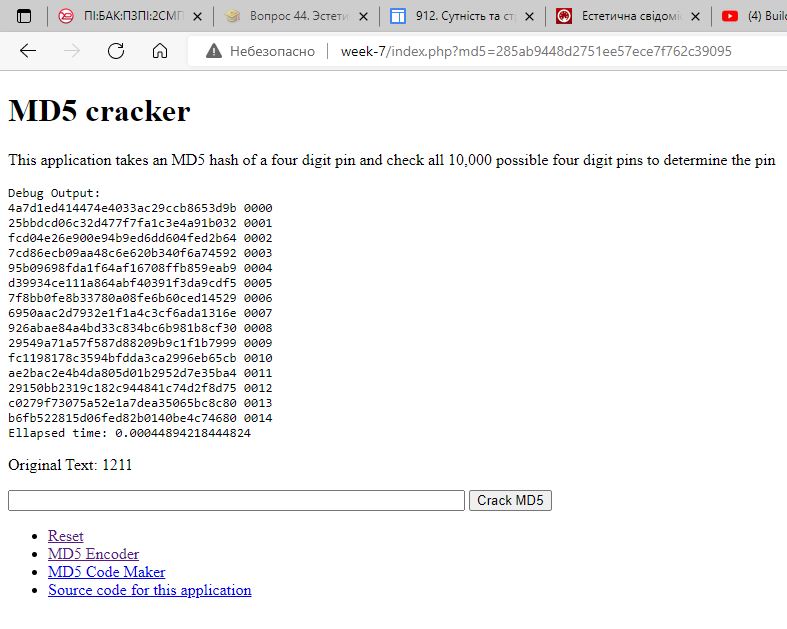 ПІ:БАК:ПЗПІ:2СМП
Вопрос 44. Эстети
912. Сутність та ст
Естетична свідомі
(4) Build
Небезопасно
week-7/index.php?md5=285ab9448d2751ee57ece7f762c39095
MD5 cracker
This application takes an MD5 hash of a four digit pin and check all 10,000 possible four digit pins to determine the pin
Debug Output:
4a7d1ed414474e4033ac29ccb8653d9b 0000
25bbdcd06c32d477f7fa1c3e4a91b032 0001
fcd04e26e900e94b9ed6dd604fed2b64 0002
7cd86ecb09aa48c6e620b340f6a74592 0003
95b09698fda1f64af16708ffb859eab9 0004
d39934ce111a864abf40391f3da9cdf5 0005
7f8bb0fe8b33780a08fe6b60ced14529 0006
6950aac2d7932e1f1a4c3cf6ada1316e 0007
926abae84a4bd33c834bc6b981b8cf30 0008
29549a71a57f587d88209b9c1f1b7999 0009
fc1198178c3594bfdda3ca2996eb65cb 0010
ae2bac2e4b4da805d01b2952d7e35ba4 0011
29150bb2319c182c944841c74d2f8d75 0012
c0279f73075a52e1a7dea35065bc8c80 0013
b6fb522815d06fed82b0140be4c74680 0014
Ellapsed time: 0.00044894218444824
Original Text: 1211
Crack MD5
Reset
MD5 Encoder
MD5 Code Maker
Source code for this application